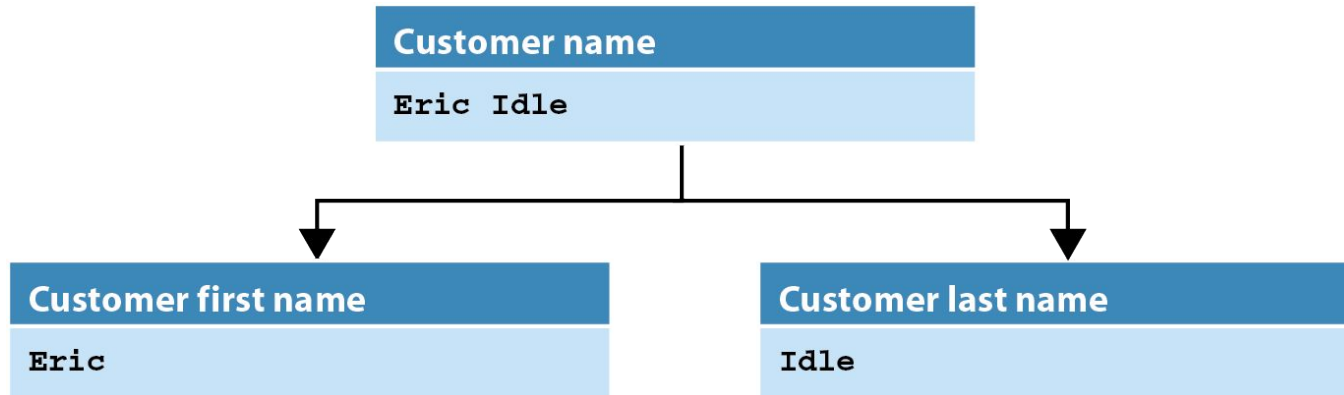 Customer name
Eric Idle
Customer first name
Eric
Customer last name
Idle